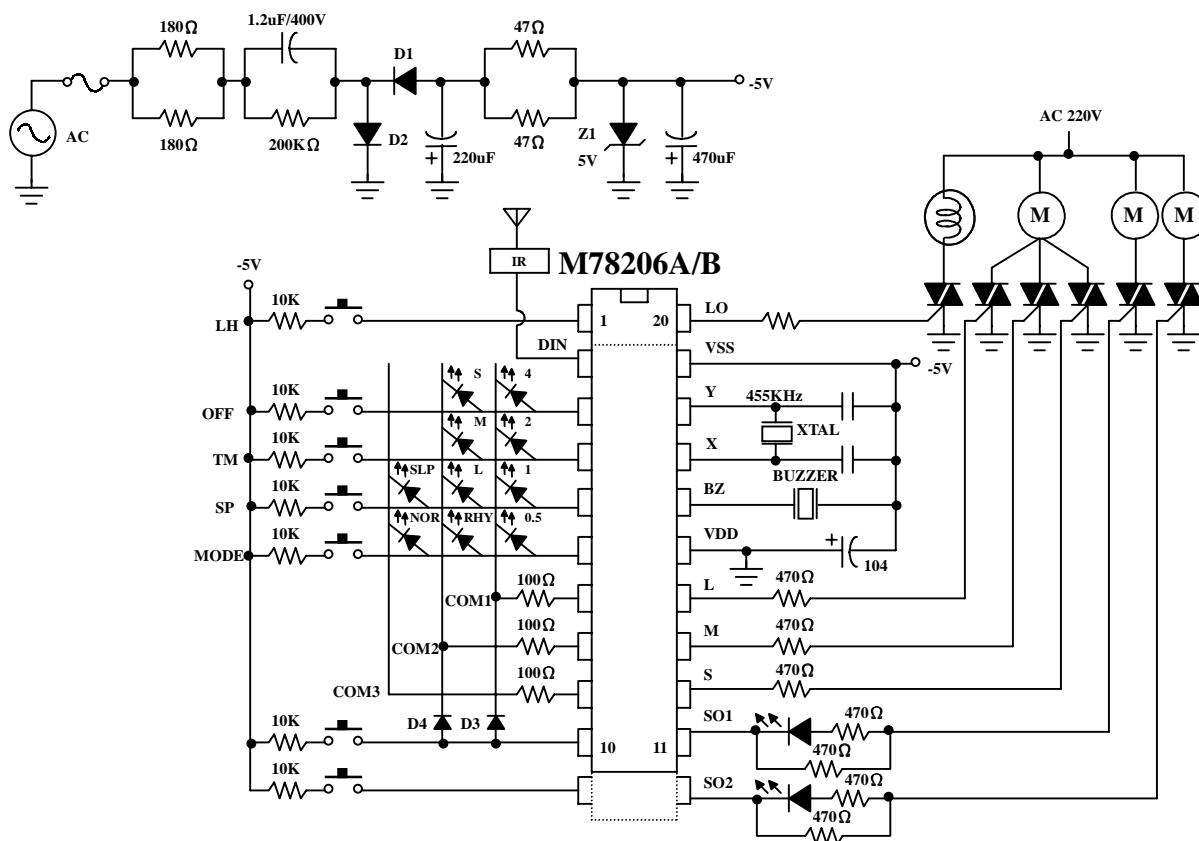 1.2uF/400V
180Ω
47Ω
D1
-5V
AC
D2
Z1
5V
220uF
470uF
180Ω
200KΩ
47Ω
AC 220V
M
M
M
IR
M78206A/B
-5V
10K
LH
1
20
LO
DIN
VSS
-5V
10K
OFF
S
4
Y
455KHz
10K
TM
M
2
X
XTAL
10K
SP
SLP
L
1
BZ
BUZZER
10K
MODE
NOR
RHY
0.5
VDD
+
104
COM1
100Ω
L
470Ω
COM2
100Ω
M
470Ω
COM3
100Ω
S
470Ω
10K
D4
D3
10
11
SO1
470Ω
470Ω
10K
SO2
470Ω
470Ω